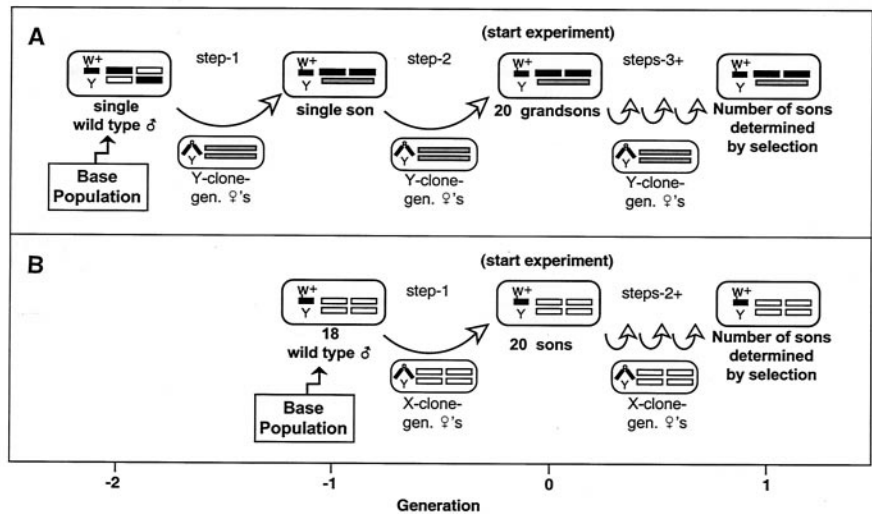 A
(start experiment)
W+
Y
step-1
W+
Y
step-2
W+
Y
steps-3+
W+
Y
single
wild type ♂
single son
20 grandsons
Number of sons
determined
by selection
Base
Population
Y
Y-clone-
gen. ♀'s
Y
Y-clone-
gen. ♀'s
Y
Y-clone-
gen. ♀'s
B
(start experiment)
W+
Y
step-1
W+
Y
steps-2+
W+
Y
18
wild type ♂
20 sons
Number of sons
determined
by selection
Base
Population
Y
X-clone-
gen. ♀'s
Y
X-clone-
gen. ♀'s
-2
-1
0
1
Generation